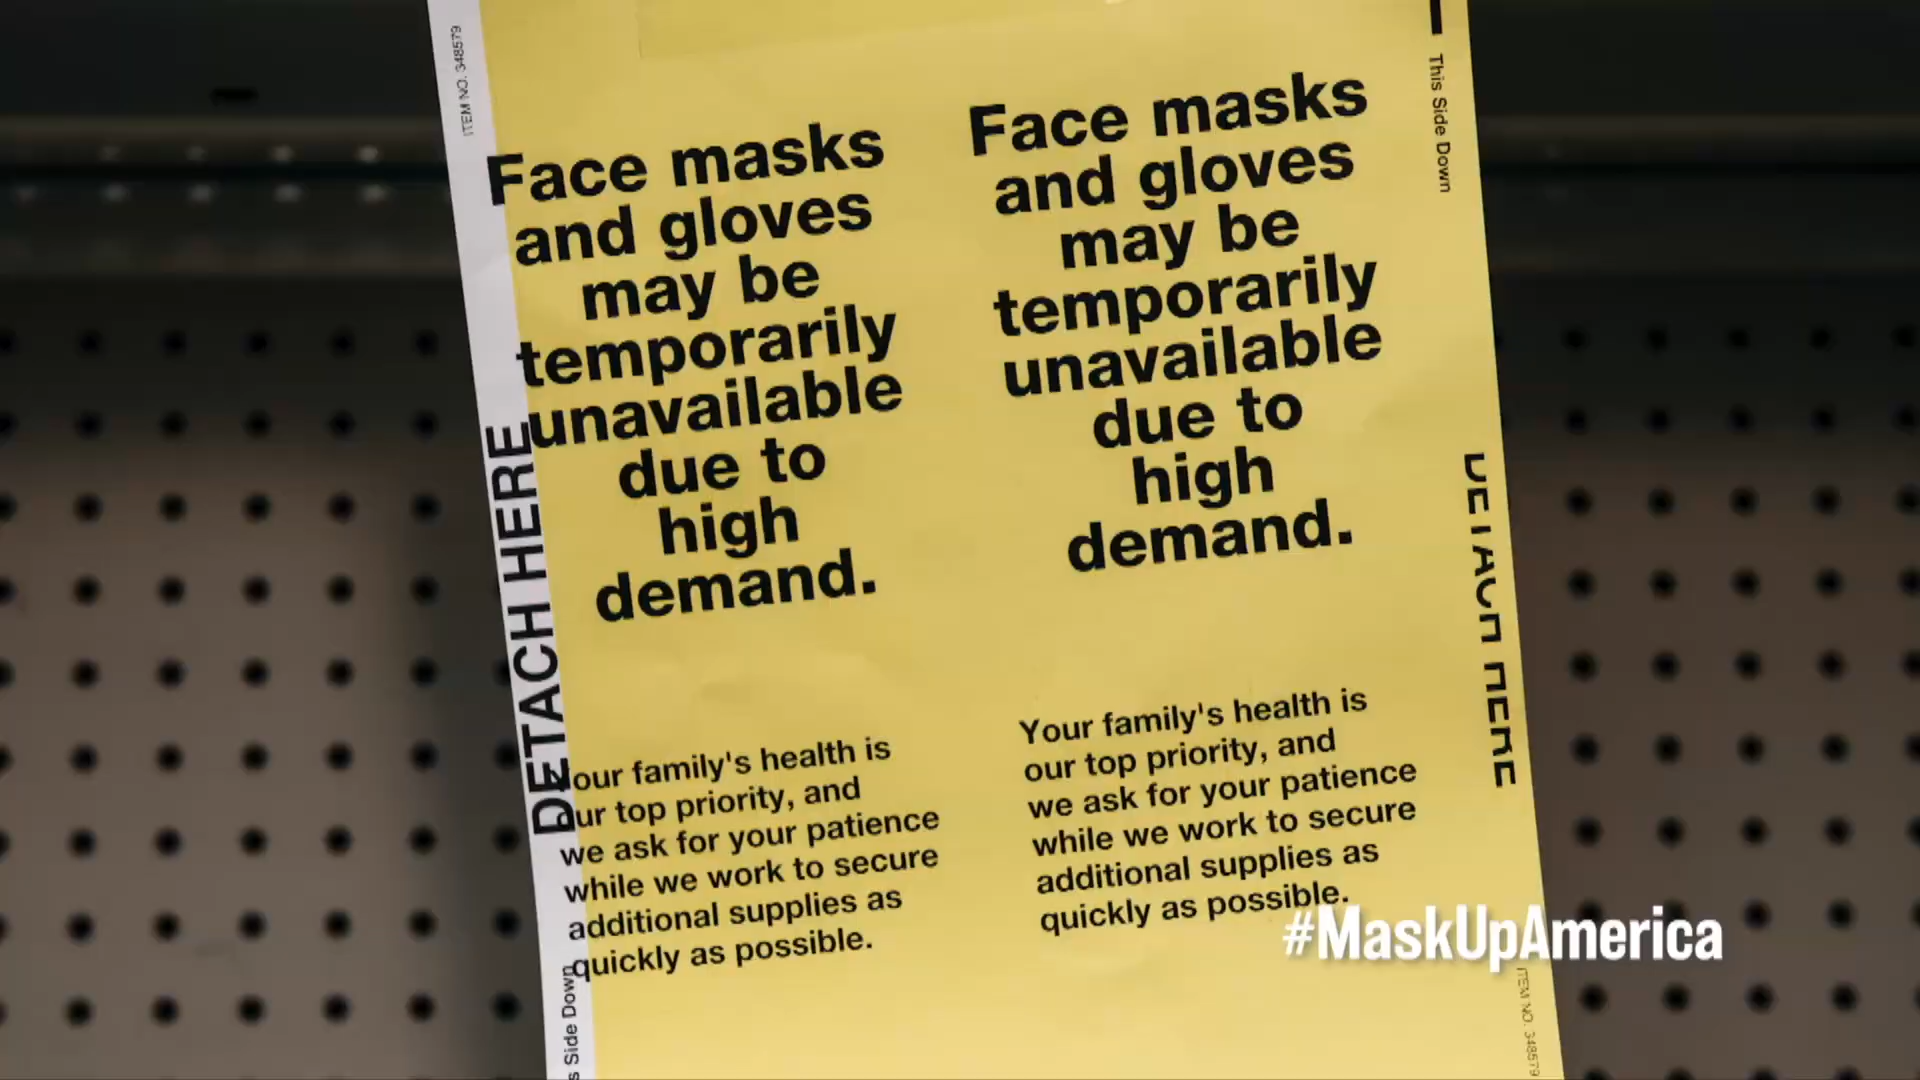 ITEM NO. 348579
Face masks
and gloves
may be
temporarily
unavailable
due to
high
demand.
our family's health is
our top priority, and
we ask for your patience
while we work to secure
additional supplies as
quickly as possible.
DETACH HERE
s Side Down
Face masks
and gloves
may be
temporarily
unavailable
due to
high
demand.
Your family's health is
our top priority, and
we ask for your patience
while we work to secure
additional supplies as
quickly as possible.
This Side Down
DETACH HERE
ITEM NO. 348579
#MaskUpAmerica